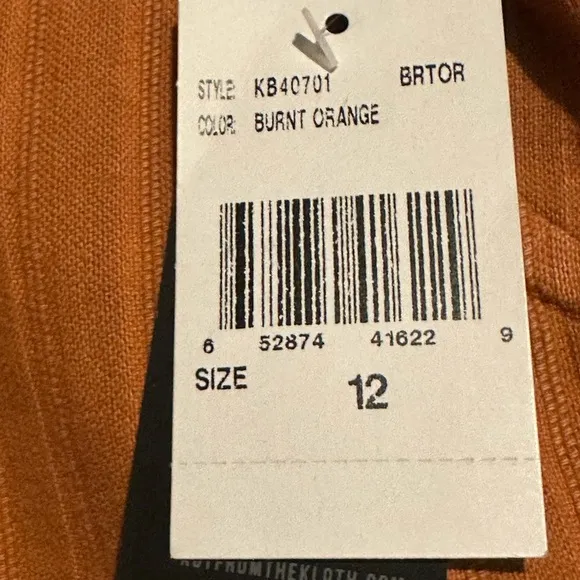 STYLE: KB40701 BRTOR
COLOR: BURNT ORANGE
6 52874 41622 9
SIZE 12